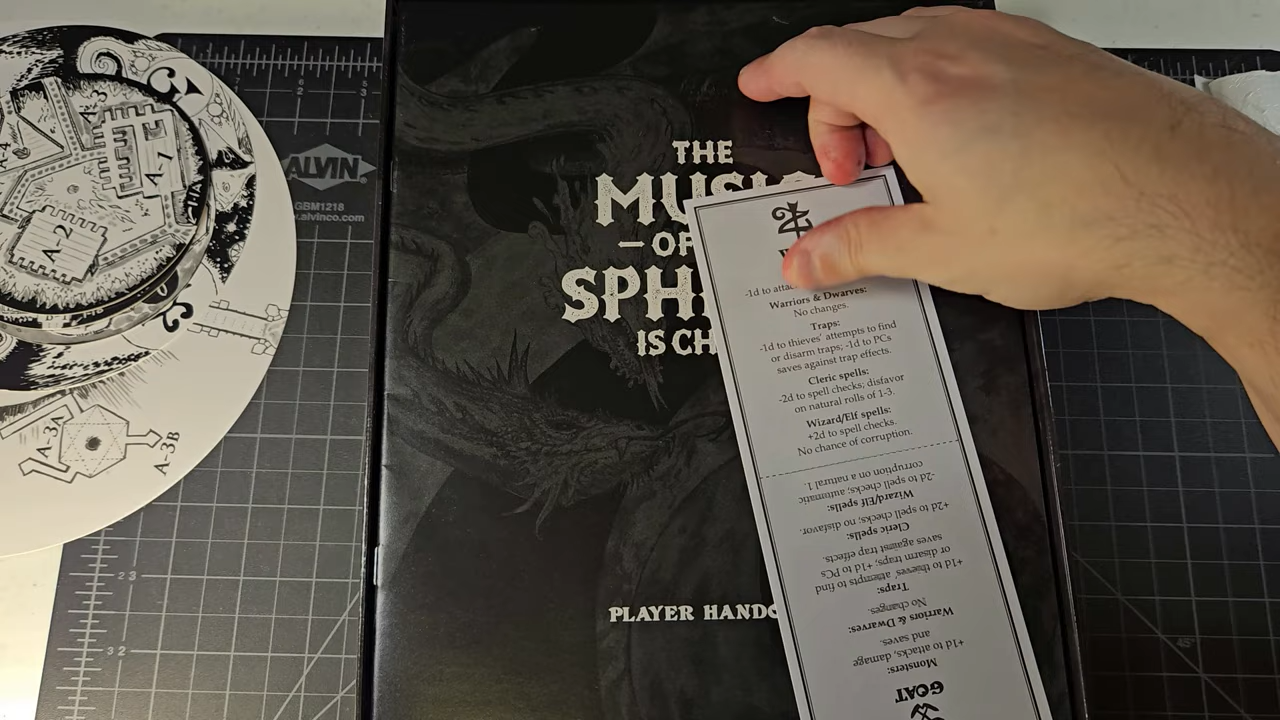 A-4
A-3
A-1
A-2
A-3A
A-3B
ALVIN
GBM1218
.alvinco.com
THE
MUSIC
— OF
SPH
IS CH
PLAYER HANDO
-1d to attac
Warriors & Dwarves:
No changes.
Traps:
-1d to thieves' attempts to find
or disarm traps; -1d to PCs
saves against trap effects.
Cleric spells:
-2d to spell checks; disfavor
on natural rolls of 1-3.
Wizard/Elf spells:
+2d to spell checks.
No chance of corruption.
GOAT
Monsters:
+1d to attacks, damage
and saves.
Warriors & Dwarves:
No changes.
Traps:
+1d to thieves' attempts to find
or disarm traps; +1d to PCs
saves against trap effects.
Cleric spells:
+2d to spell checks; no disfavor.
Wizard/Elf spells:
-2d to spell checks; automatic
corruption on a natural 1.
23
32
45°